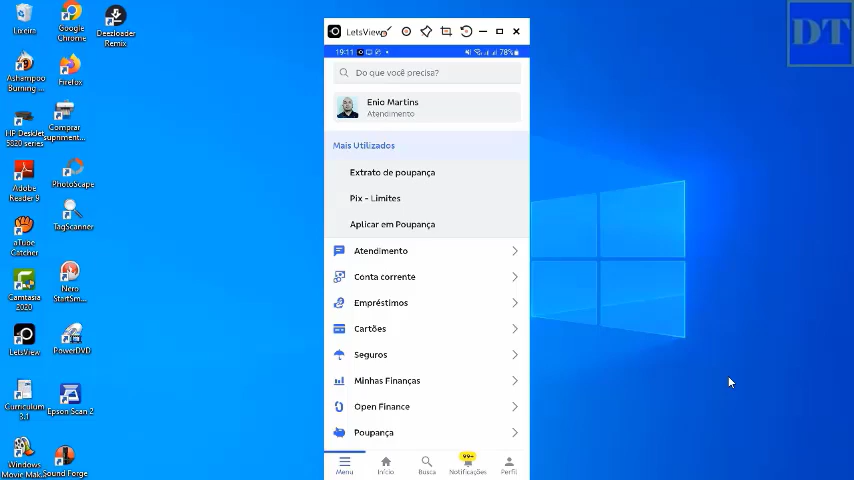 Lixeira
Google Chrome
Deezloader Remix
Ashampoo Burning ...
Firefox
HP Deskjet 5820 series
Comprar suprimentos...
Adobe Reader 9
PhotoScape
aTube Catcher
TagScanner
Camtasia 2020
Nero StartSm...
LetsView
PowerDVD
Curriculum 3.1
Epson Scan 2
Windows Movie Mak...
Sound Forge
LetsView
19:11
78%
Do que você precisa?
Enio Martins
Atendimento
Mais Utilizados
Extrato de poupança
Pix - Limites
Aplicar em Poupança
Atendimento
Conta corrente
Empréstimos
Cartões
Seguros
Minhas Finanças
Open Finance
Poupança
99+
Menu
Início
Busca
Notificações
Perfil
DT